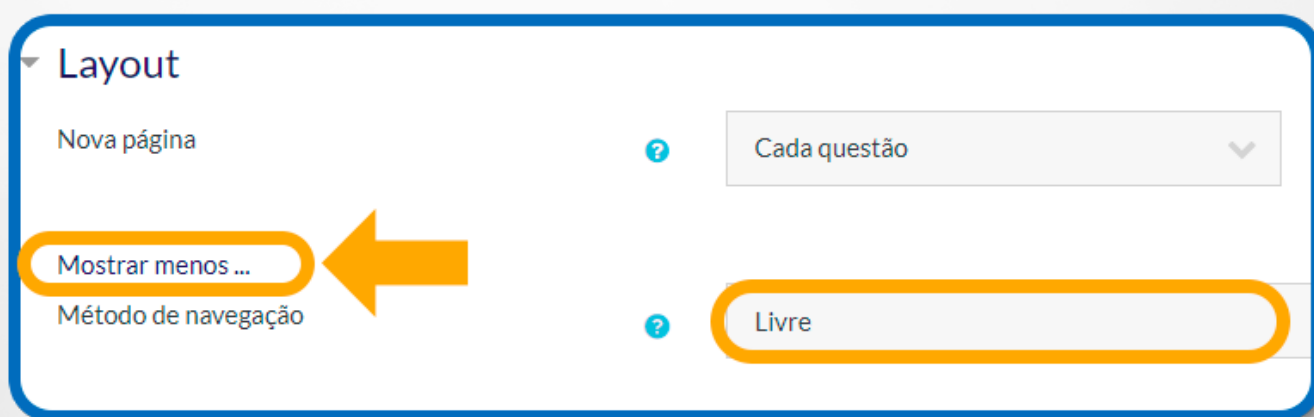 Layout
Nova página
Cada questão
Mostrar menos ...
Método de navegação
Livre